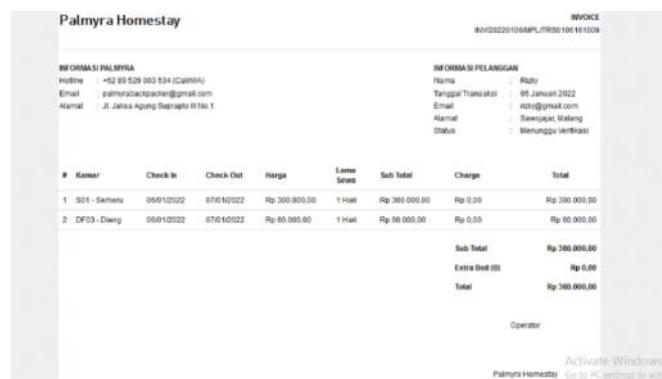 Palmyra Homestay
INVOICE
INFORMASI PALMYRA
Hotline : +62 89 529 003 534 (Call/WA)
Email : palmyrabackpacker@gmail.com
Alamat : Jl. Jaksa Agung Suprapto III No.1
INFORMASI PELANGGAN
Nama : Rizky
Tanggal Transaksi : 05 Januari 2022
Email : rizky@gmail.com
Alamat : Sawojajar, Malang
Status : Menunggu Verifikasi
# Kamar Check In Check Out Harga Lama Sewa Sub Total Charge Total
1 S01 - Semeru 06/01/2022 07/01/2022 Rp 300.000,00 1 Hari Rp 300.000,00 Rp 0,00 Rp 300.000,00
2 DF03 - Dieng 06/01/2022 07/01/2022 Rp 60.000,00 1 Hari Rp 60.000,00 Rp 0,00 Rp 60.000,00
Sub Total Rp 360.000,00
Extra Bed (0) Rp 0,00
Total Rp 360.000,00
Operator
Palmyra Homestay
Activate Windows
Go to PC settings to